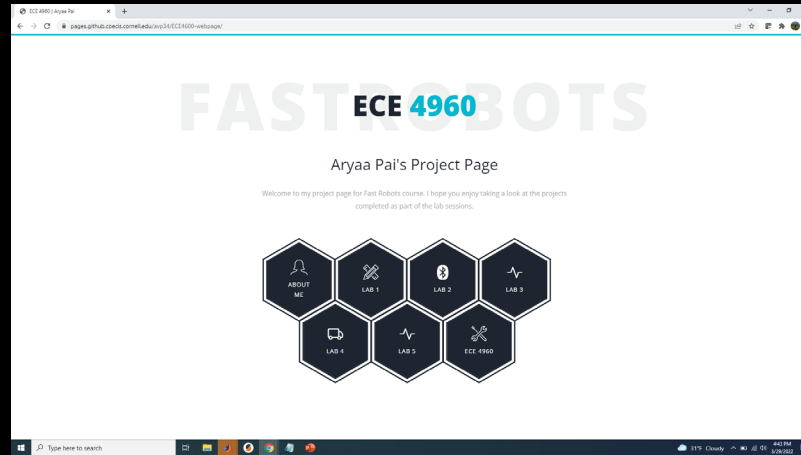 ECE 4960 | Aryaa Pai
pages.github.coecis.cornell.edu/avp34/ECE4600-webpage/
FASTROBOTS
ECE 4960
Aryaa Pai's Project Page
Welcome to my project page for Fast Robots course. I hope you enjoy taking a look at the projects
completed as part of the lab sessions.
ABOUT
ME
LAB 1
LAB 2
LAB 3
LAB 4
LAB 5
ECE 4960
Type here to search
31°F Cloudy
4:43 PM
3/29/2022